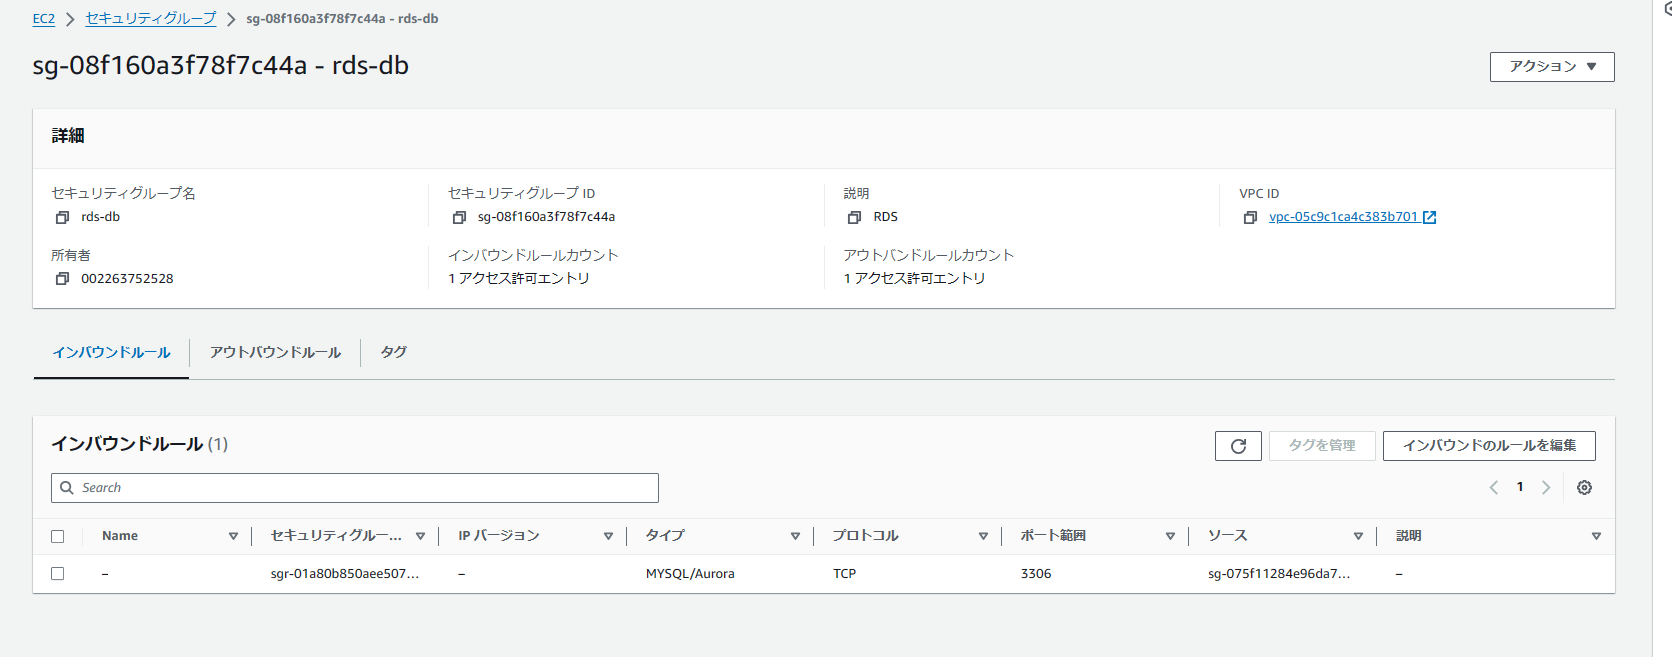 EC2 > セキュリティグループ > sg-08f160a3f78f7c44a - rds-db
sg-08f160a3f78f7c44a - rds-db
アクション ▼
詳細
セキュリティグループ名
rds-db
セキュリティグループ ID
sg-08f160a3f78f7c44a
説明
RDS
VPC ID
vpc-05c9c1ca4c383b701
所有者
002263752528
インバウンドルールカウント
1 アクセス許可エントリ
アウトバンドルールカウント
1 アクセス許可エントリ
インバウンドルール アウトバウンドルール タグ
インバウンドルール (1)
タグを管理 インバウンドのルールを編集
Search
1
Name セキュリティグルー... IP バージョン タイプ プロトコル ポート範囲 ソース 説明
– sgr-01a80b850aee507... – MYSQL/Aurora TCP 3306 sg-075f11284e96da7... –